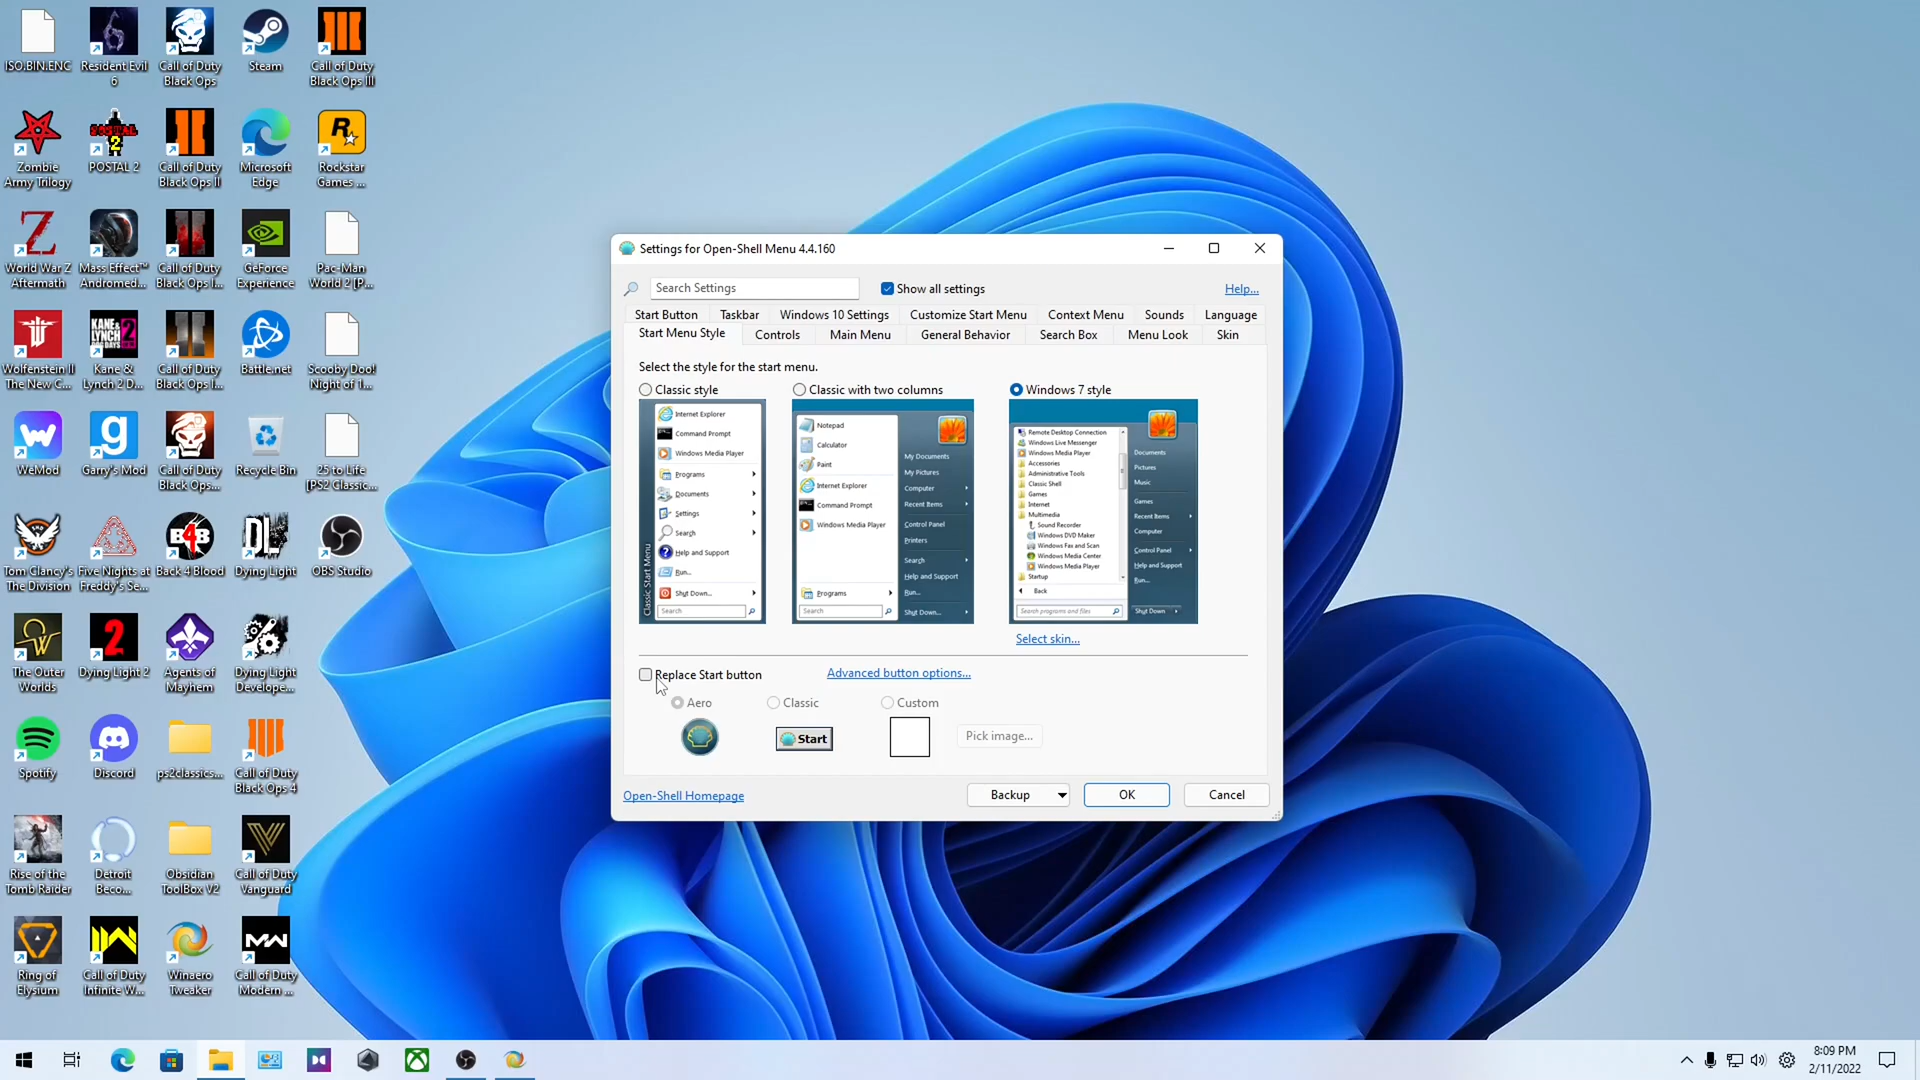 ISO.BIN.ENC
Resident Evil
6
Call of Duty
Black Ops
Steam
Call of Duty
Black Ops III
Zombie
Army Trilogy
POSTAL 2
Call of Duty
Black Ops II
Microsoft
Edge
Rockstar
Games ...
World War Z
Aftermath
Mass Effect™
Andromed...
Call of Duty
Black Ops I...
GeForce
Experience
Pac-Man
World 2 [P...
Wolfenstein II
The New C...
Kane &
Lynch 2 D...
Call of Duty
Black Ops I...
Battle.net
Scooby Doo!
Night of 1...
WeMod
Garry's Mod
Call of Duty
Black Ops...
Recycle Bin
25 to Life
[PS2 Classic...
Tom Clancy's
The Division
Five Nights at
Freddy's Se...
Back 4 Blood
Dying Light
OBS Studio
The Outer
Worlds
Dying Light 2
Agents of
Mayhem
Dying Light
Develope...
Spotify
Discord
ps2classics...
Call of Duty
Black Ops 4
Rise of the
Tomb Raider
Detroit
Beco...
Obsidian
ToolBox V2
Call of Duty
Vanguard
Ring of
Elysium
Call of Duty
Infinite W...
Winaero
Tweaker
Call of Duty
Modern ...
Settings for Open-Shell Menu 4.4.160
Search Settings
Show all settings
Help...
Start Button Taskbar Windows 10 Settings Customize Start Menu Context Menu Sounds Language
Start Menu Style Controls Main Menu General Behavior Search Box Menu Look Skin
Select the style for the start menu.
Classic style
Classic with two columns
Windows 7 style
Internet Explorer
Command Prompt
Windows Media Player
Programs
Documents
Settings
Search
Help and Support
Run...
Shut Down...
Search
Classic Start Menu
Notepad
Calculator
Paint
Internet Explorer
Command Prompt
Windows Media Player
Programs
Search
My Documents
My Pictures
Computer
Recent Items
Control Panel
Printers
Search
Help and Support
Run...
Shut Down...
Remote Desktop Connection
Windows Live Messenger
Windows Media Player
Accessories
Administrative Tools
Classic Shell
Games
Internet
Multimedia
Sound Recorder
Windows DVD Maker
Windows Fax and Scan
Windows Media Center
Windows Media Player
Startup
Back
Search programs and files
Documents
Pictures
Music
Games
Recent Items
Computer
Control Panel
Help and Support
Run...
Shut Down
Select skin...
Replace Start button
Advanced button options...
Aero
Classic
Custom
Start
Pick image...
Open-Shell Homepage
Backup
OK
Cancel
8:09 PM
2/11/2022